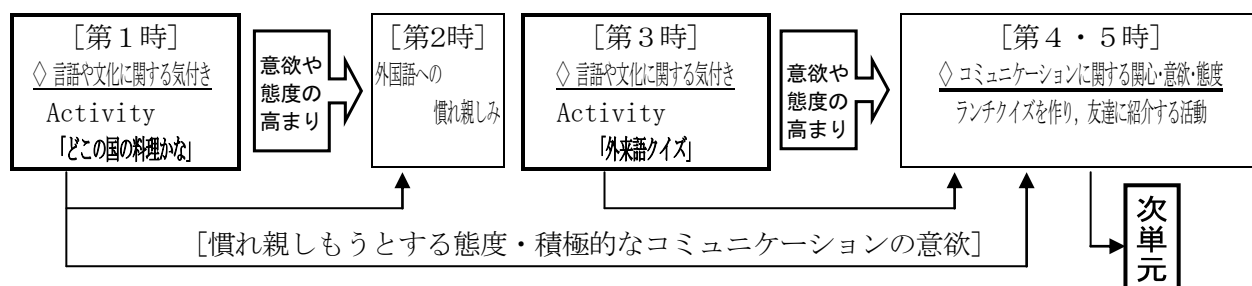 [第1時]
◇言語や文化に関する気付き
Activity
「どこの国の料理かな」
意欲や
態度の
高まり
[第2時]
外国語への
慣れ親しみ
[第3時]
◇言語や文化に関する気付き
Activity
「外来語クイズ」
意欲や
態度の
高まり
[第4・5時]
◇コミュニケーションに関する関心・意欲・態度
ランチクイズを作り，友達に紹介する活動
[慣れ親しもうとする態度・積極的なコミュニケーションの意欲]
次単元